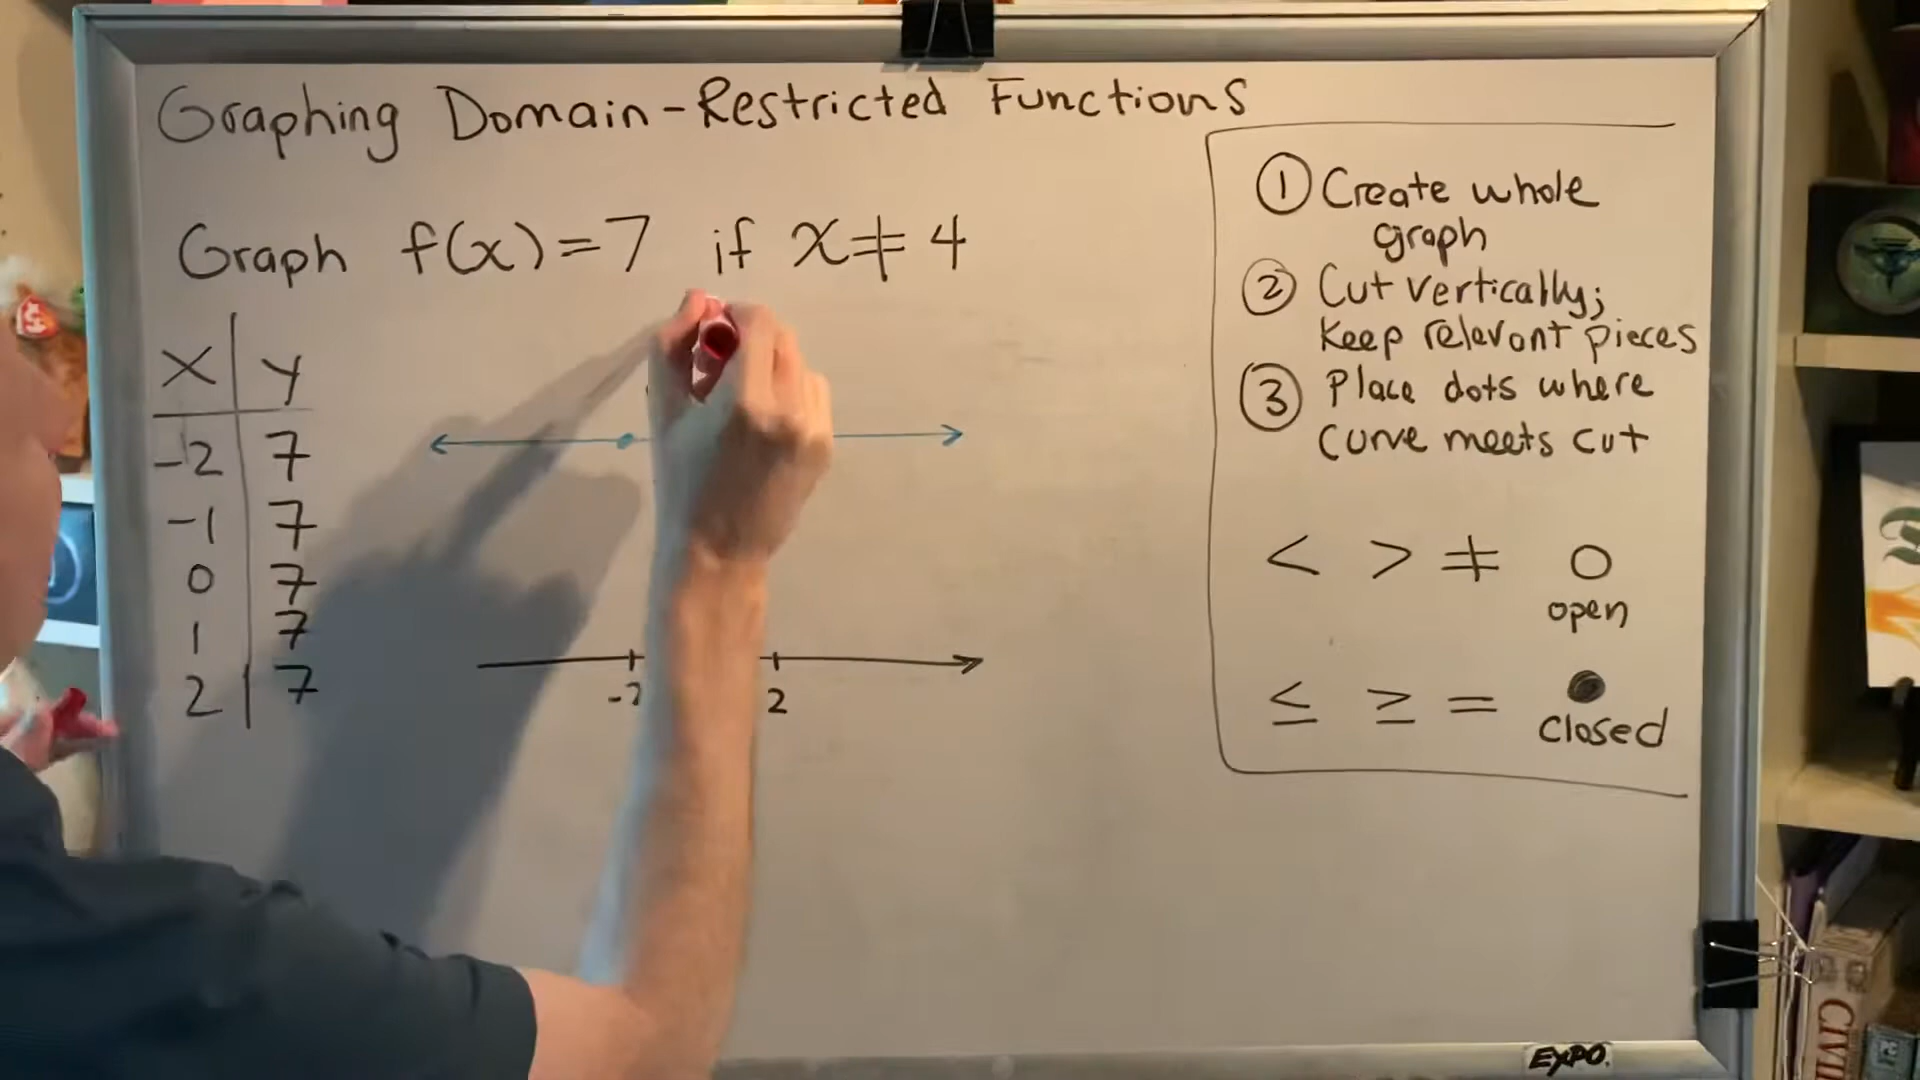 Graphing Domain-Restricted Functions
Graph f(x)=7 if x≠4
x y
-2 7
-1 7
0 7
1 7
2 7
-2 2
① Create whole
graph
② Cut vertically;
Keep relevant pieces
③ Place dots where
Curve meets cut
< > ≠ O
open
≤ ≥ = ●
Closed
EXPO